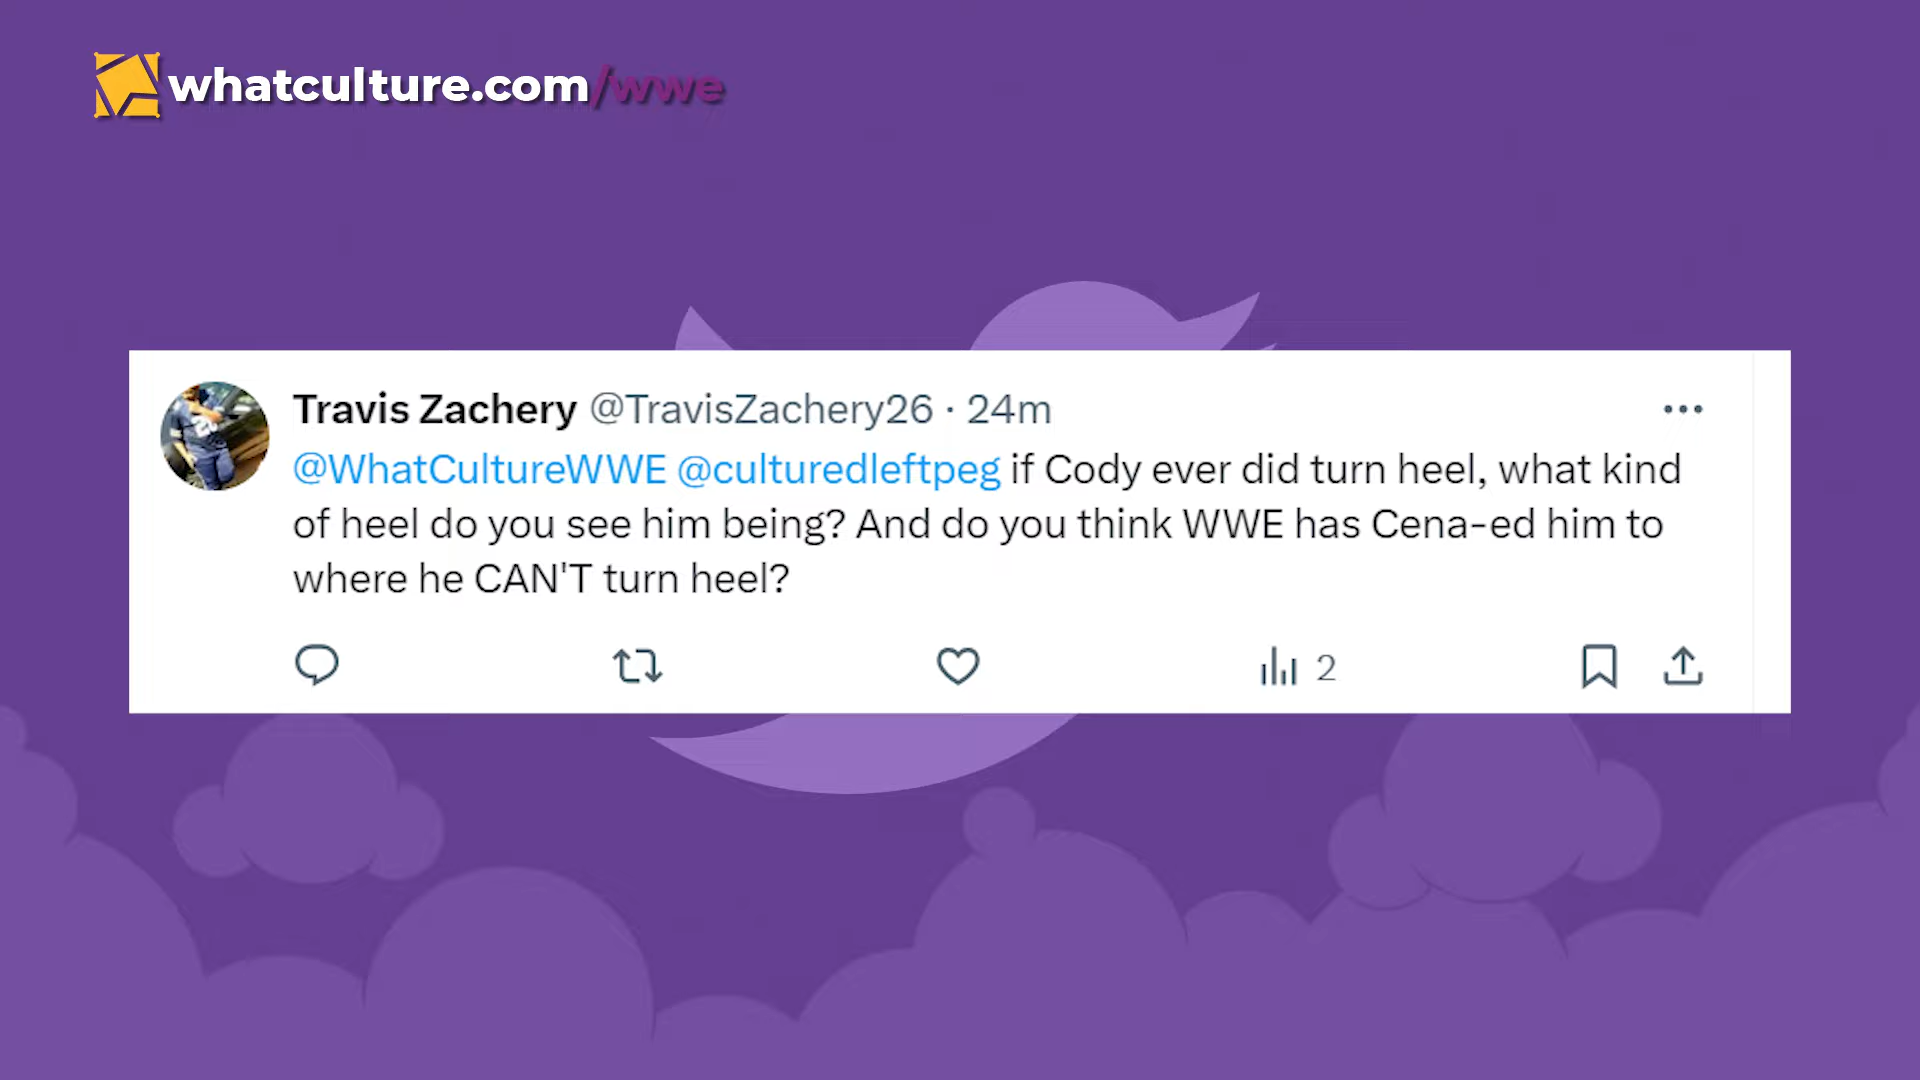 whatculture.com/wwe
Travis Zachery @TravisZachery26 · 24m
@WhatCultureWWE @culturedleftpeg if Cody ever did turn heel, what kind
of heel do you see him being? And do you think WWE has Cena-ed him to
where he CAN'T turn heel?
2